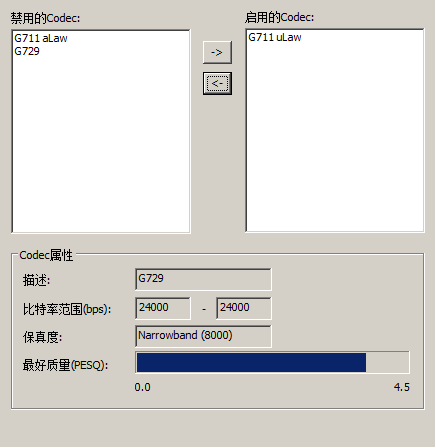 禁用的Codec:
启用的Codec:
G711 aLaw
G729
G711 uLaw
->
<-
Codec属性
描述:
G729
比特率范围(bps):
24000 - 24000
保真度:
Narrowband (8000)
最好质量(PESQ):
0.0 4.5